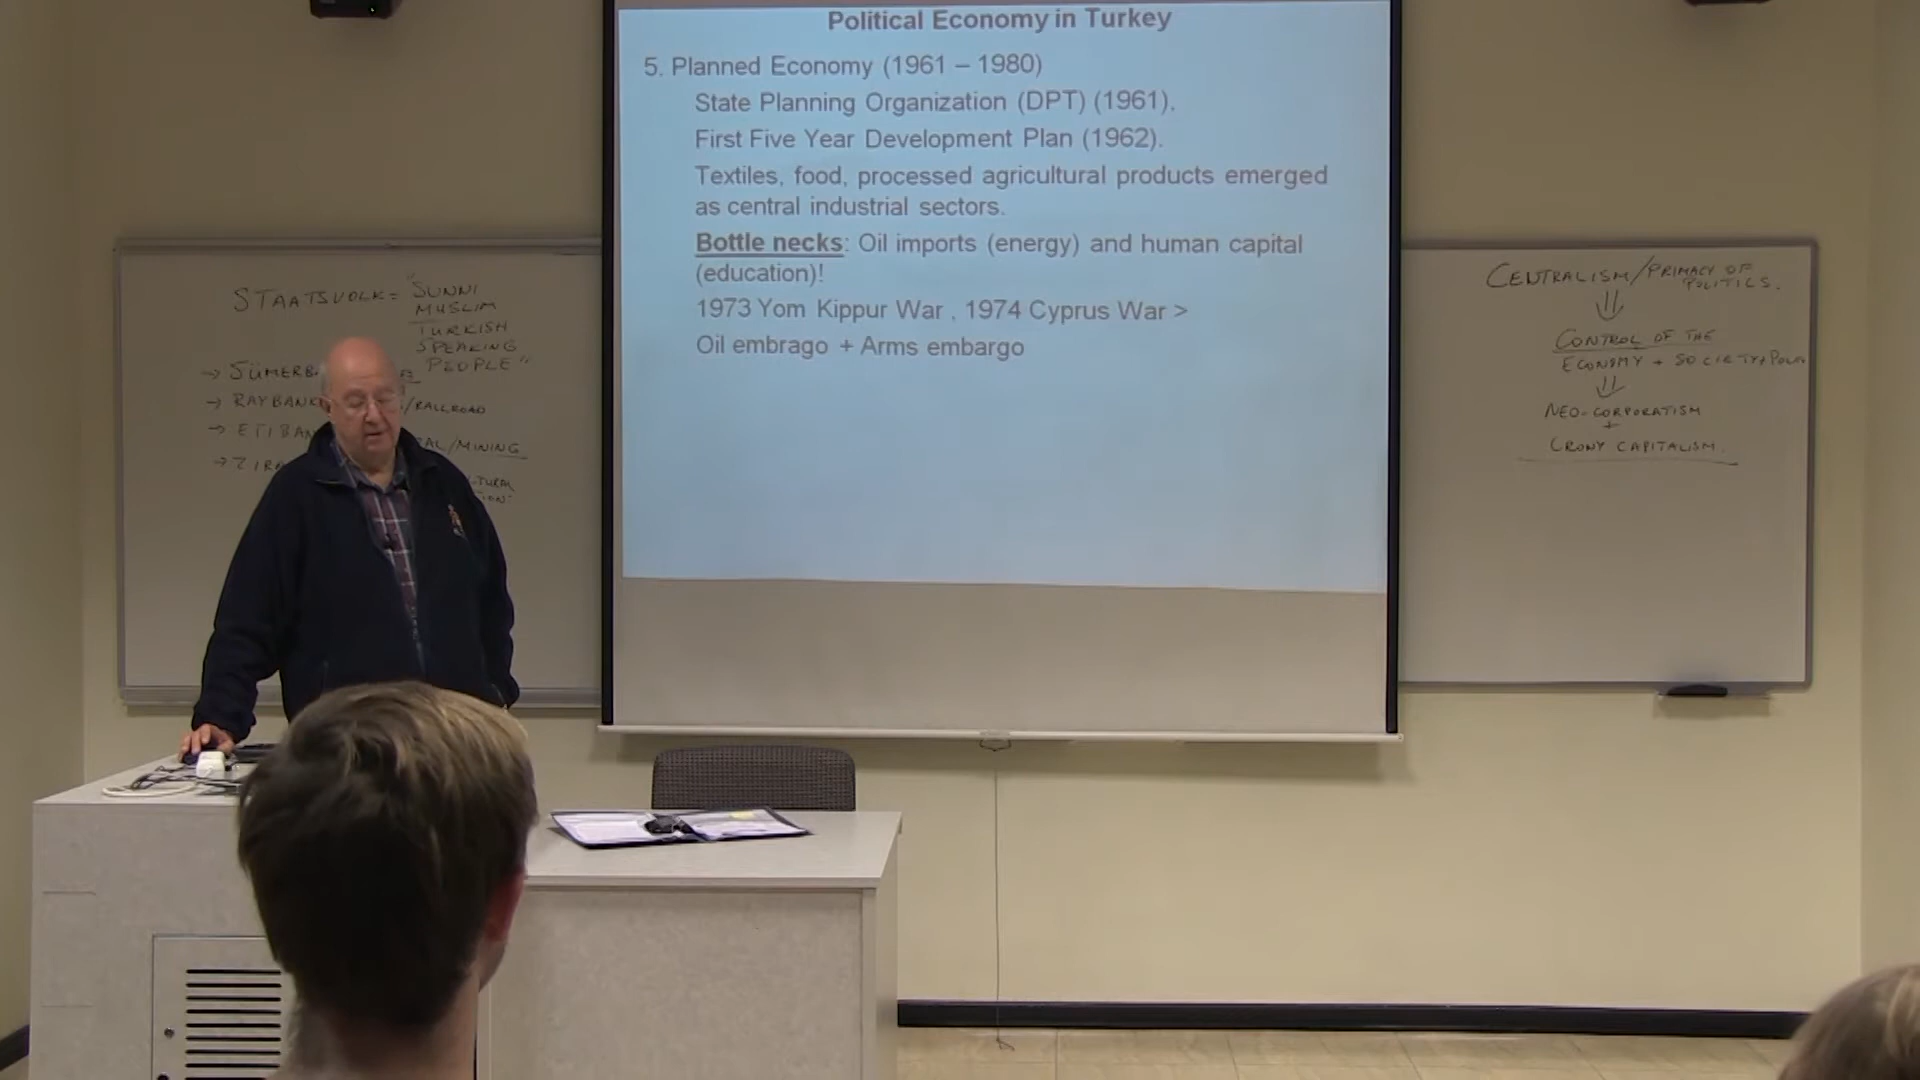 Political Economy in Turkey
5. Planned Economy (1961 – 1980)
State Planning Organization (DPT) (1961).
First Five Year Development Plan (1962).
Textiles, food, processed agricultural products emerged
as central industrial sectors.
Bottle necks: Oil imports (energy) and human capital
(education)!
1973 Yom Kippur War , 1974 Cyprus War >
Oil embrago + Arms embargo
STAATSVOLK = "SUNNI
MUSLIM
TURKISH
SPEAKING
PEOPLE"
→ SÜMERB
→ RAYBANK /RAILROAD
→ ETIBAN /MINING
→
CENTRALISM/PRIMACY OF
POLITICS.
⇓
CONTROL OF THE
ECONOMY + SOCIETY+
⇓
NEO-CORPORATISM
+
CRONY CAPITALISM.